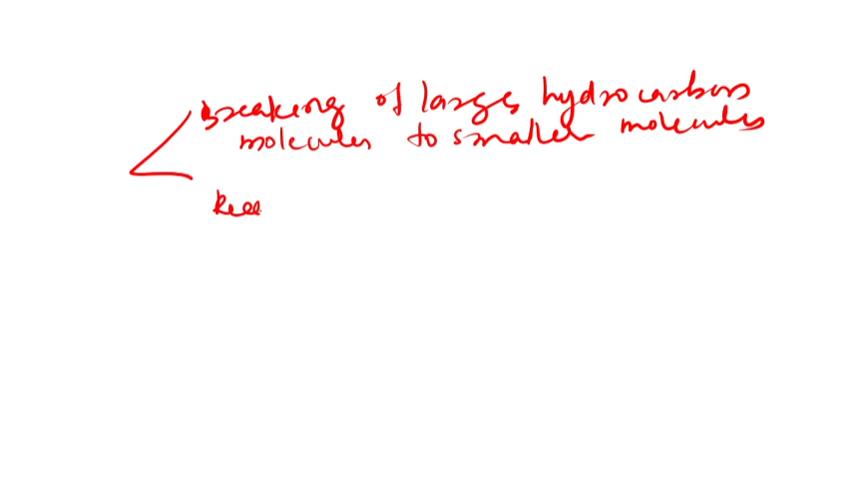 breaking of large hydrocarbons
molecules to smaller molecules